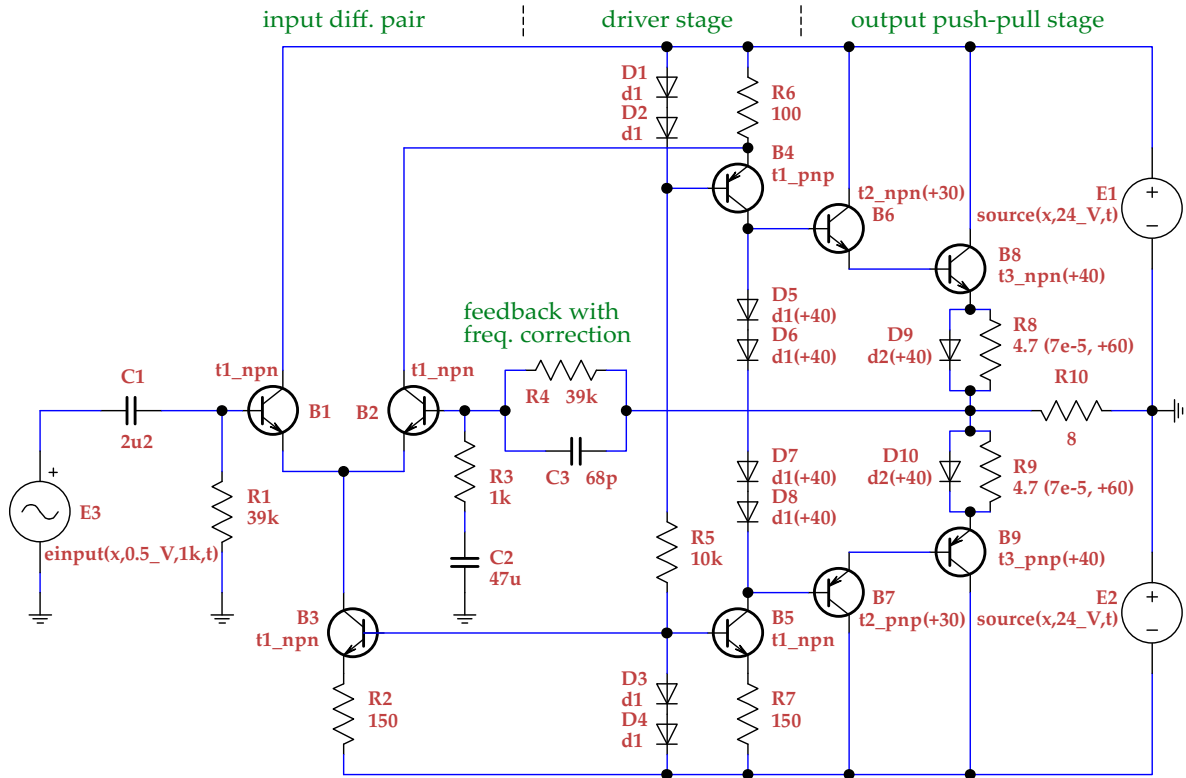 input diff. pair
driver stage
output push-pull stage
D1
d1
D2
d1
R6
100
B4
t1_pnp
t2_npn(+30)
B6
E1
source(x,24_V,t)
B8
t3_npn(+40)
feedback with
freq. correction
D5
d1(+40)
D6
d1(+40)
D9
d2(+40)
R8
4.7 (7e-5, +60)
C1
2u2
t1_npn
B1
t1_npn
B2
R4
39k
R10
8
C3
68p
D7
d1(+40)
D8
d1(+40)
D10
d2(+40)
R9
4.7 (7e-5, +60)
R3
1k
E3
einput(x,0.5_V,1k,t)
R1
39k
R5
10k
C2
47u
B9
t3_pnp(+40)
B3
t1_npn
B5
t1_npn
B7
t2_pnp(+30)
E2
source(x,24_V,t)
R2
150
D3
d1
D4
d1
R7
150